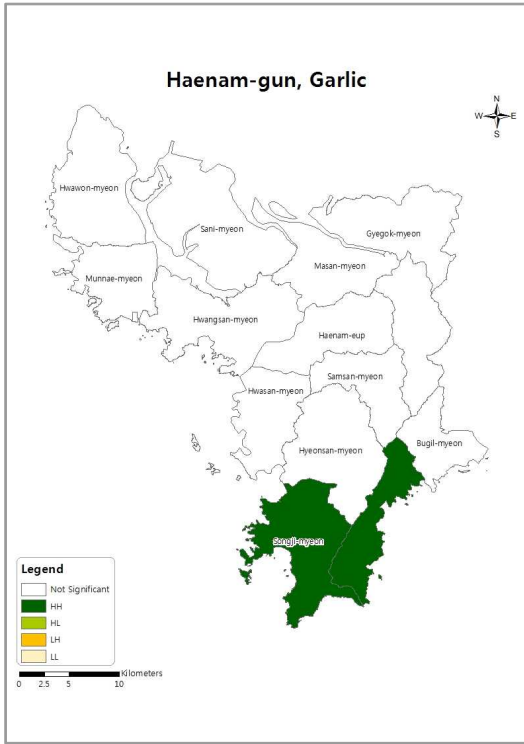 Haenam-gun, Garlic
N
W E
S
Hwawon-myeon
Sani-myeon
Gyegok-myeon
Masan-myeon
Munnae-myeon
Hwangsan-myeon
Haenam-eup
Samsan-myeon
Hwasan-myeon
Bugil-myeon
Hyeonsan-myeon
Songji-myeon
Legend
Not Significant
HH
HL
LH
LL
Kilometers
0 2.5 5 10